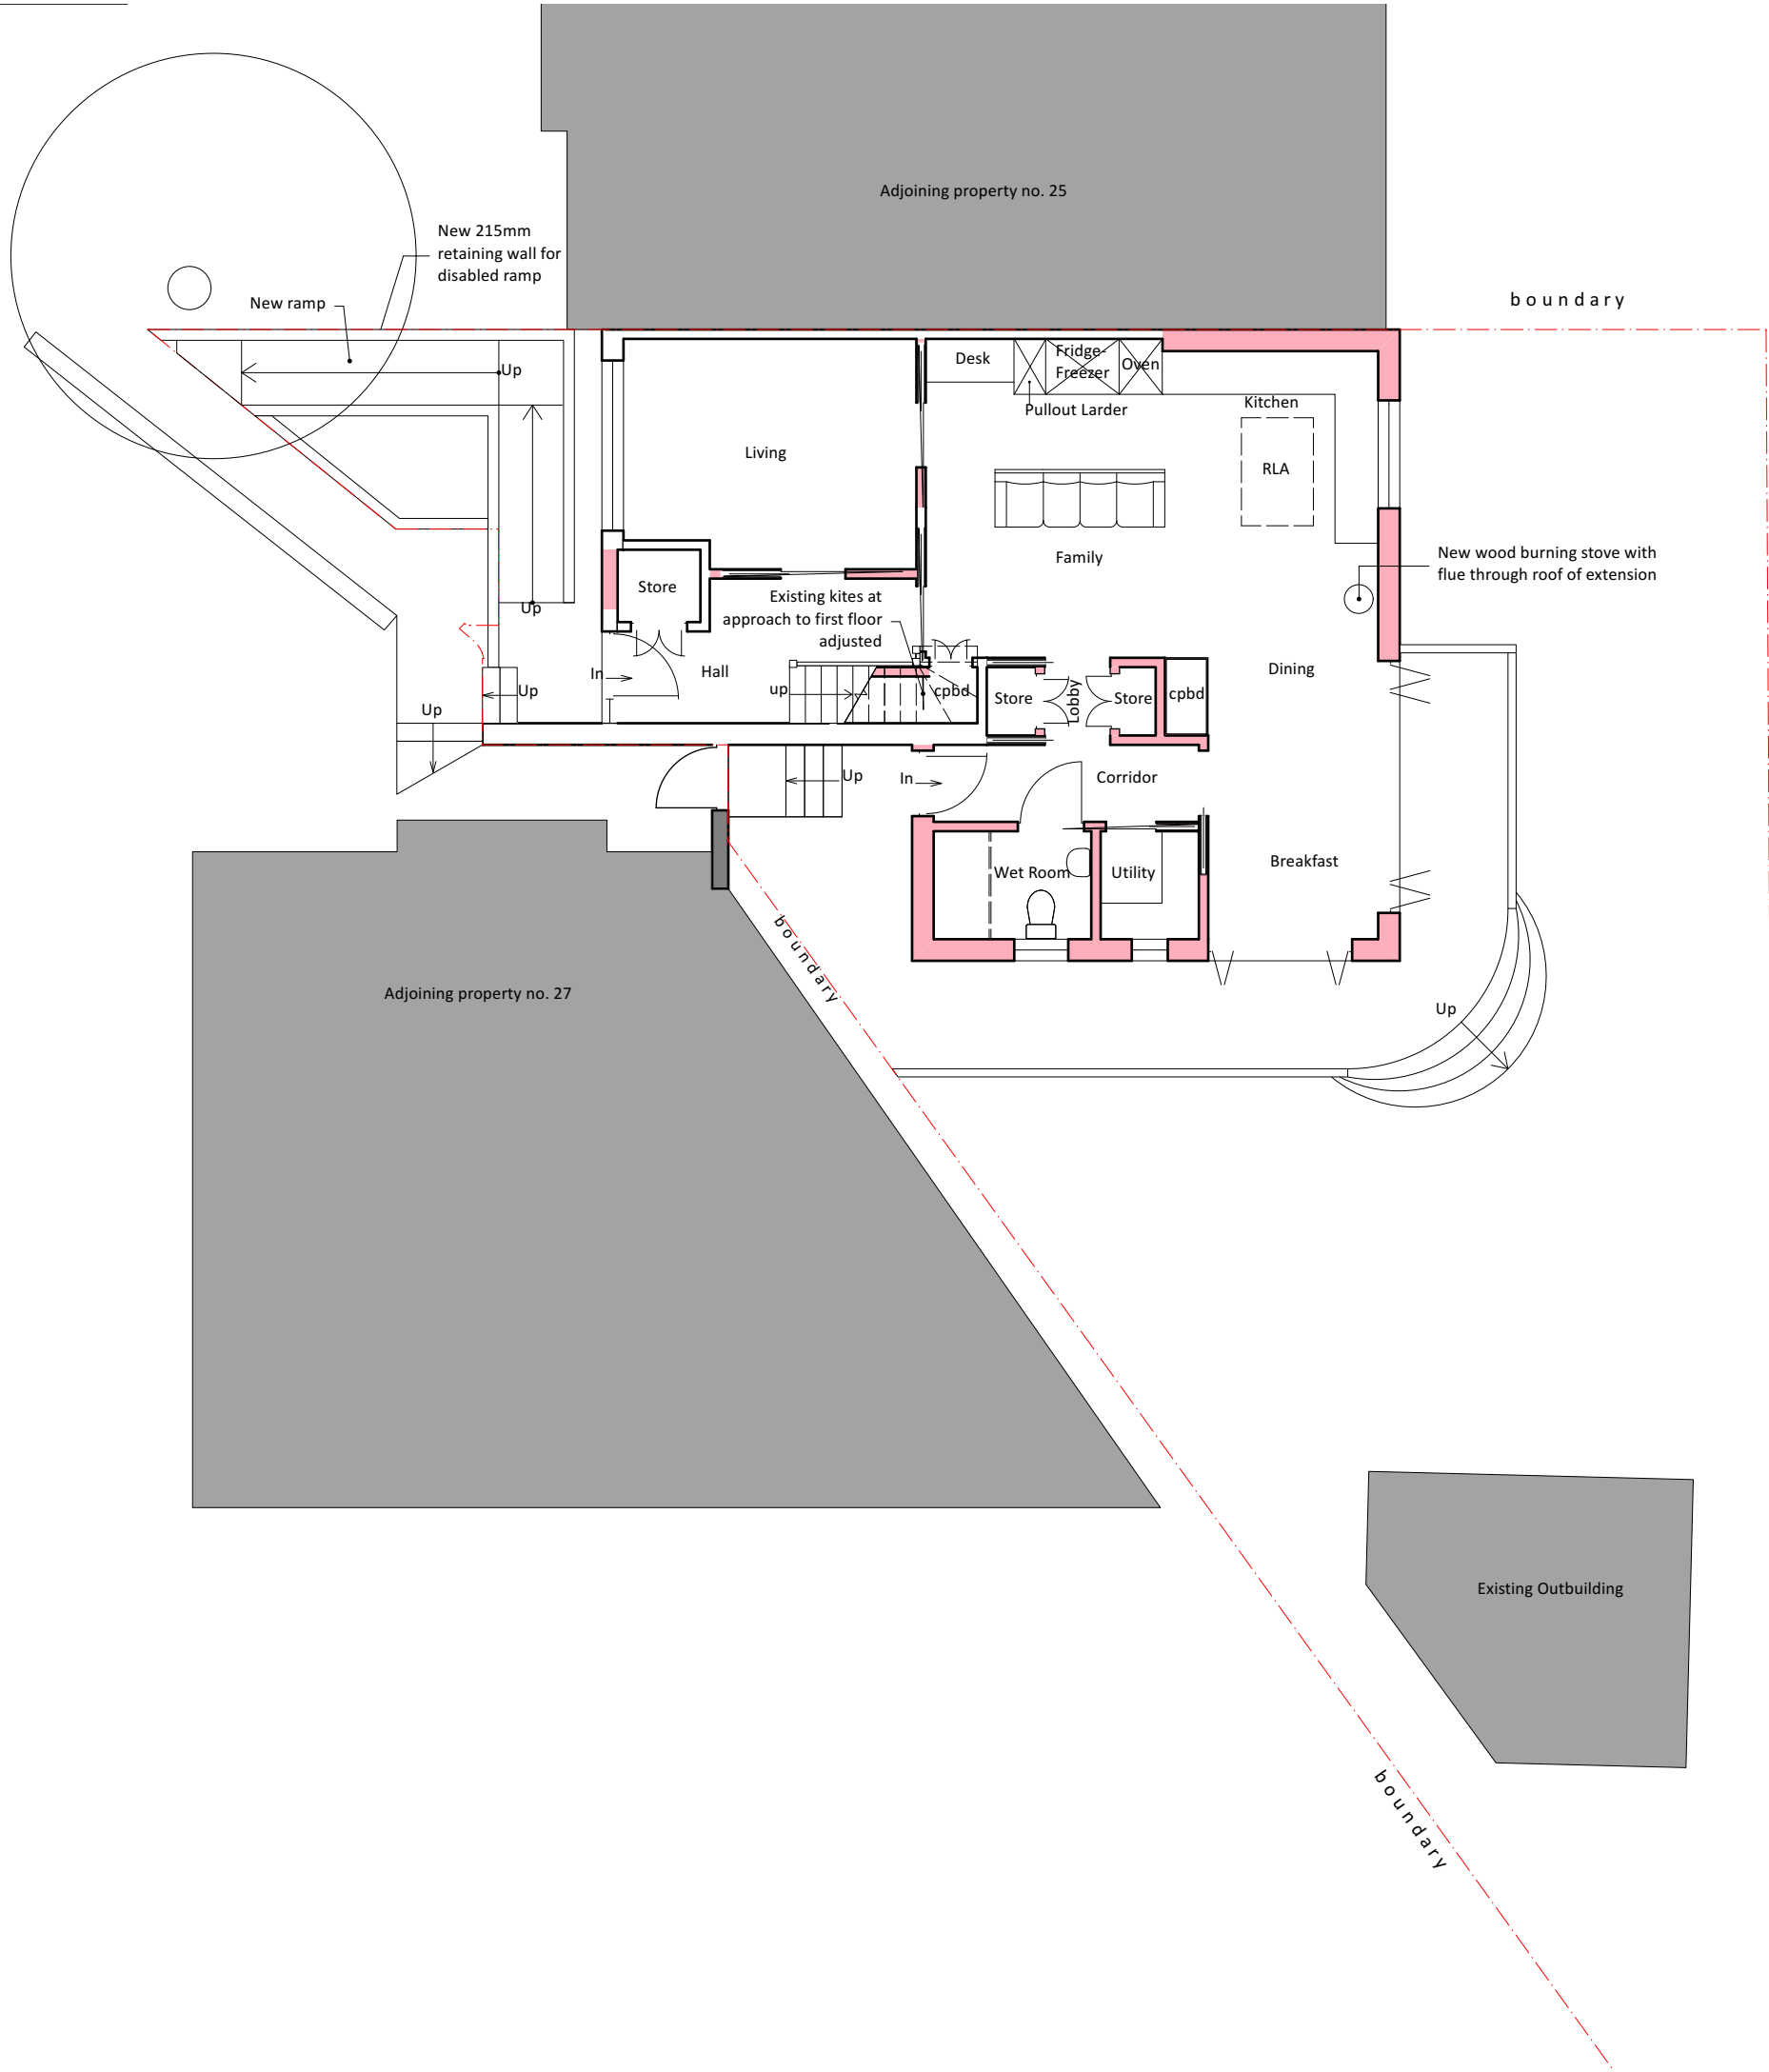 Adjoining property no. 25
New 215mm
retaining wall for
disabled ramp
New ramp
boundary
Up
Desk
Fridge-
Freezer
Oven
Pullout Larder
Kitchen
Living
RLA
Family
New wood burning stove with
flue through roof of extension
Store
Existing kites at
approach to first floor
adjusted
Up
In
Hall
up
cpbd
Store
Lobby
Store
cpbd
Dining
Up
Up
Up
In
Corridor
Wet Room
Utility
Breakfast
boundary
Adjoining property no. 27
Up
Existing Outbuilding
boundary